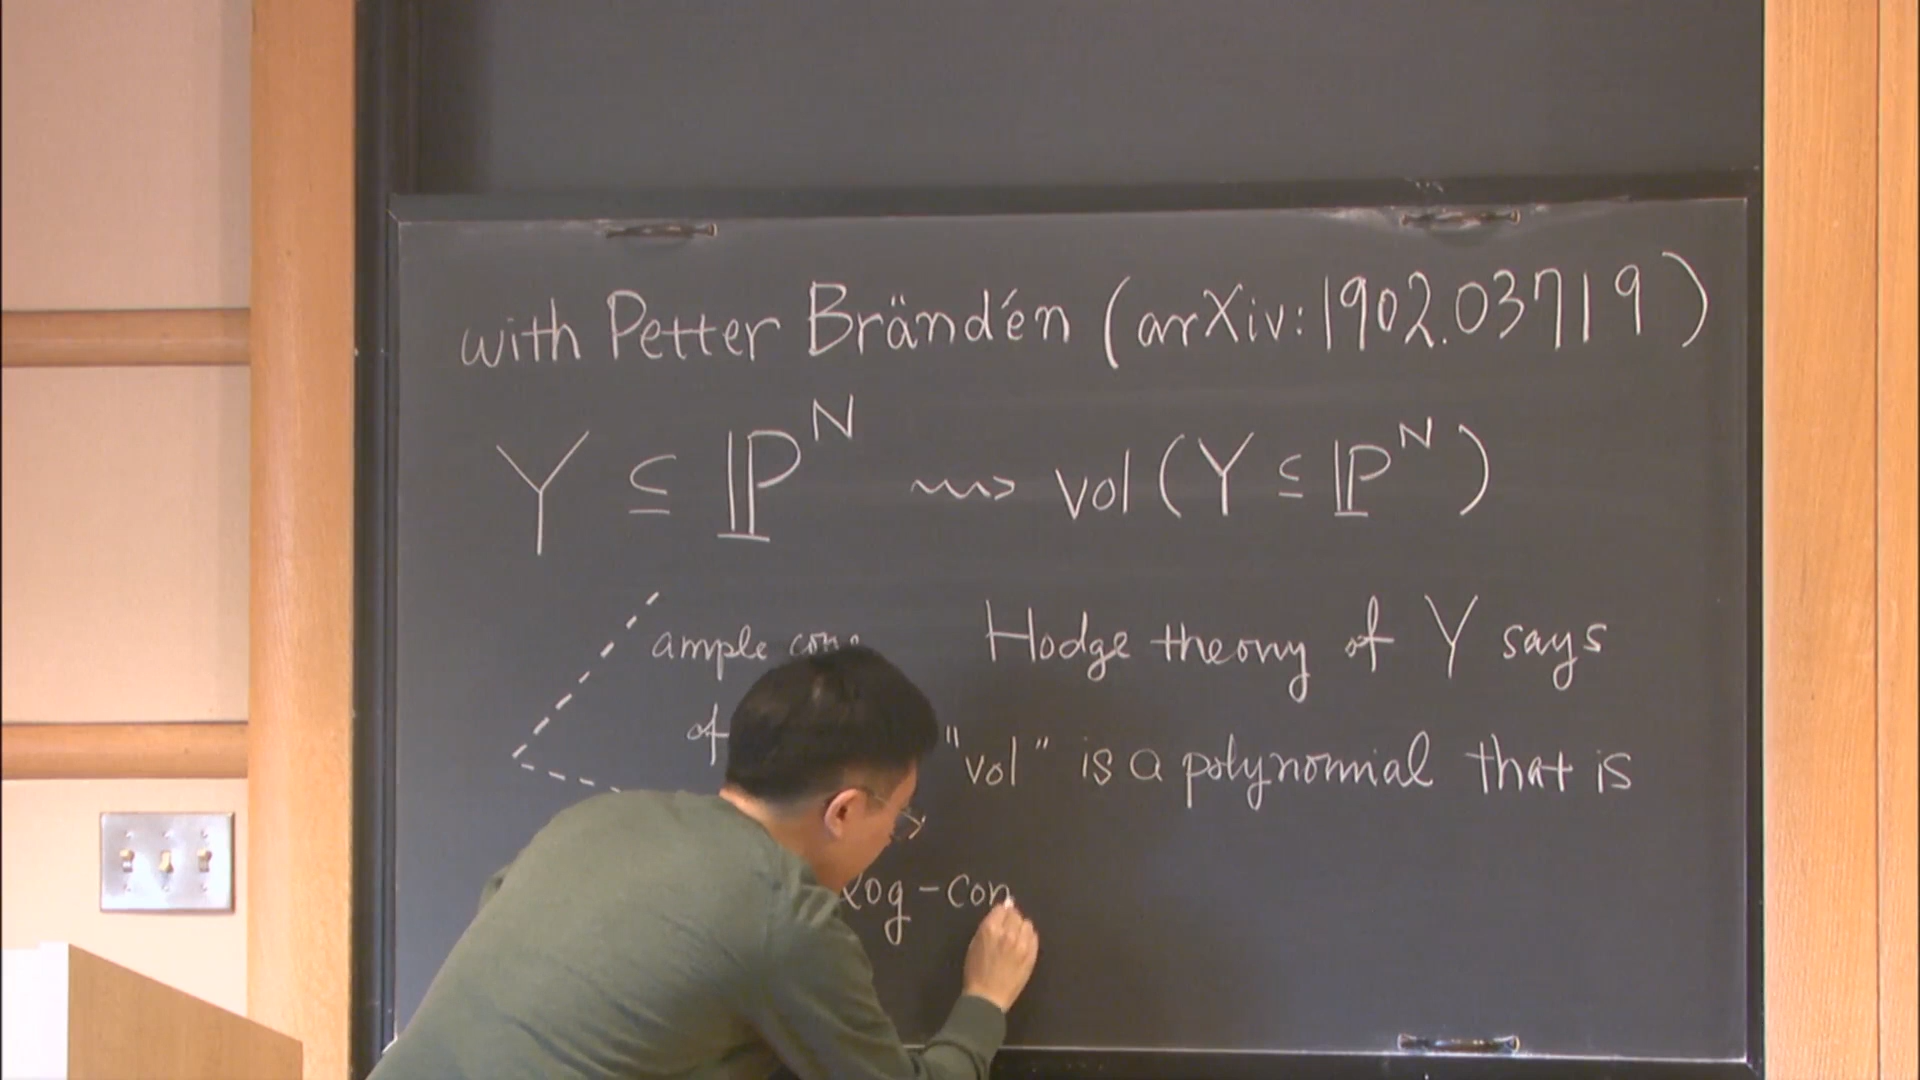 with Petter Brändén (arXiv:1902.03719)
Y ⊆ ℙ^N ⇝ vol (Y ⊆ ℙ^N)
ample
of
Hodge theory of Y says
"vol" is a polynomial that is
log-con